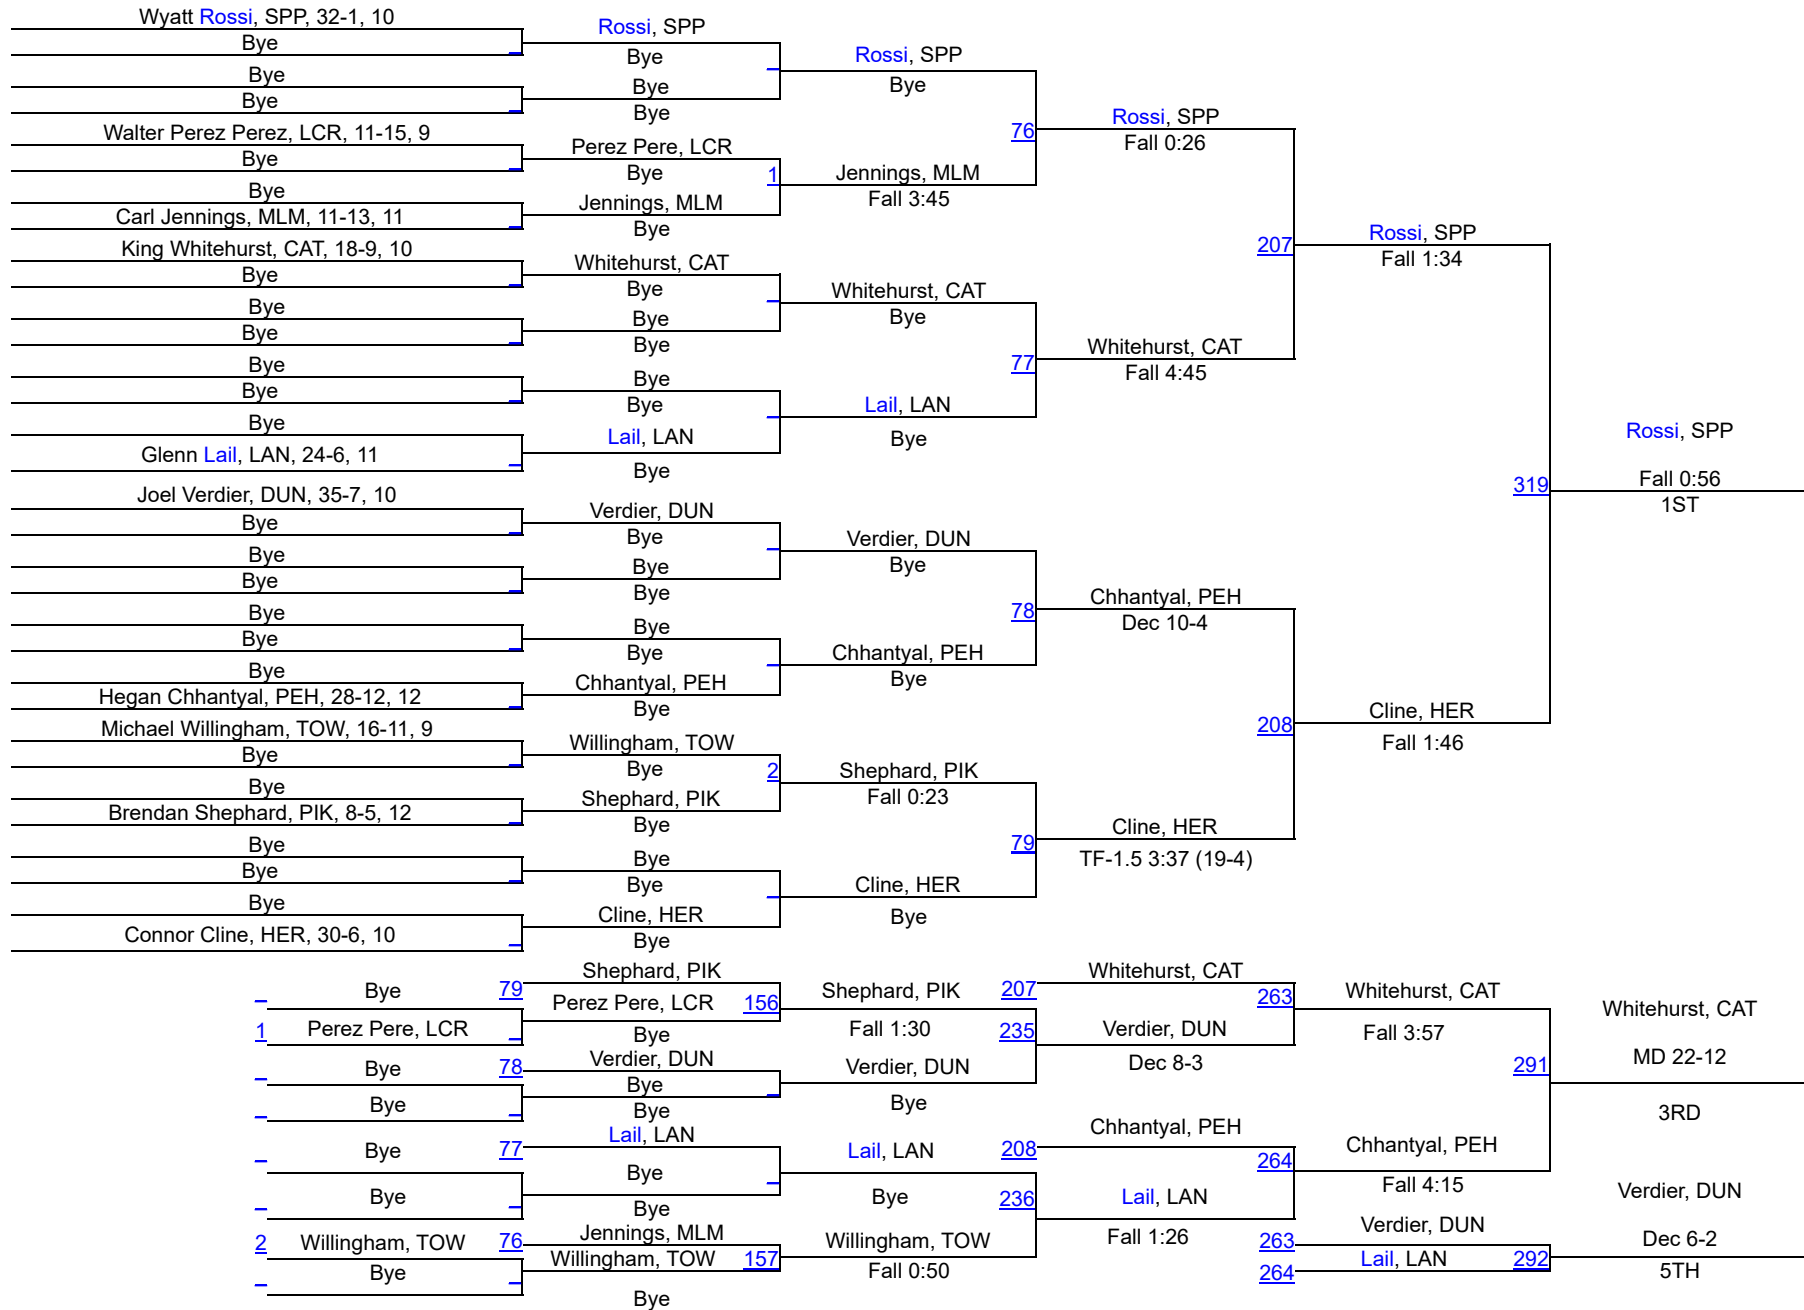 Wyatt Rossi, SPP, 32-1, 10
Bye
Bye
Bye
Walter Perez Perez, LCR, 11-15, 9
Bye
Bye
Carl Jennings, MLM, 11-13, 11
King Whitehurst, CAT, 18-9, 10
Bye
Bye
Bye
Bye
Bye
Bye
Glenn Lail, LAN, 24-6, 11
Joel Verdier, DUN, 35-7, 10
Bye
Bye
Bye
Bye
Bye
Bye
Hegan Chhantyal, PEH, 28-12, 12
Michael Willingham, TOW, 16-11, 9
Bye
Bye
Brendan Shephard, PIK, 8-5, 12
Bye
Bye
Bye
Connor Cline, HER, 30-6, 10
Rossi, SPP
Bye
Bye
Bye
Perez Pere, LCR
Bye
1
Jennings, MLM
Bye
Whitehurst, CAT
Bye
Bye
Bye
Bye
Bye
Lail, LAN
Bye
Verdier, DUN
Bye
Bye
Bye
Bye
Bye
Chhantyal, PEH
Bye
Willingham, TOW
Bye
2
Shephard, PIK
Bye
Bye
Bye
Cline, HER
Bye
Rossi, SPP
Bye
76
Jennings, MLM
Fall 3:45
Whitehurst, CAT
Bye
77
Lail, LAN
Bye
Verdier, DUN
Bye
78
Chhantyal, PEH
Bye
Shephard, PIK
Fall 0:23
79
Cline, HER
Bye
Rossi, SPP
Fall 0:26
207
Whitehurst, CAT
Fall 4:45
Chhantyal, PEH
Dec 10-4
208
Cline, HER
TF-1.5 3:37 (19-4)
Rossi, SPP
Fall 1:34
319
Cline, HER
Fall 1:46
Rossi, SPP
Fall 0:56
1ST
Bye
1
Perez Pere, LCR
Bye
Bye
Bye
Bye
2
Willingham, TOW
Bye
79
Shephard, PIK
Perez Pere, LCR
156
Bye
78
Verdier, DUN
Bye
Bye
77
Lail, LAN
Bye
Bye
76
Jennings, MLM
Willingham, TOW
157
Bye
Shephard, PIK
Fall 1:30
235
Verdier, DUN
Bye
Lail, LAN
Bye
236
Willingham, TOW
Fall 0:50
207
Whitehurst, CAT
263
Verdier, DUN
Dec 8-3
208
Chhantyal, PEH
264
Lail, LAN
Fall 1:26
Whitehurst, CAT
Fall 3:57
291
Chhantyal, PEH
Fall 4:15
263
Verdier, DUN
264
Lail, LAN
292
Whitehurst, CAT
MD 22-12
3RD
Verdier, DUN
Dec 6-2
5TH